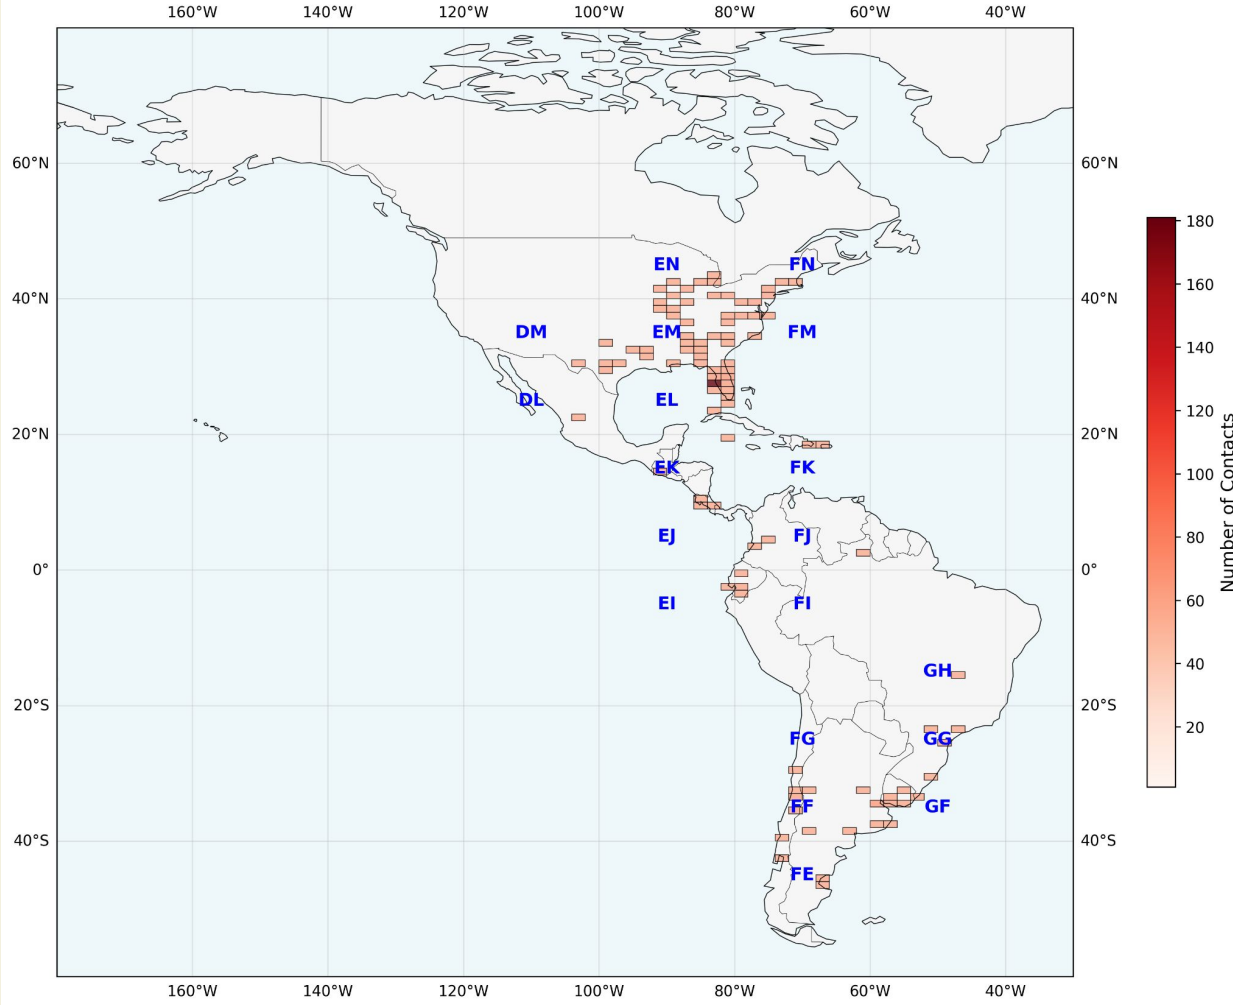 160°W 140°W 120°W 100°W 80°W 60°W 40°W
60°N 60°N
180
160
EN FN
40°N 40°N
140
DM EM FM
120
DL EL
20°N 20°N
100
EK FK
80
EJ FJ
0° 0°
60
EI FI
40
GH
20°S 20°S
20
FG GG
FF GF
40°S 40°S
FE
160°W 140°W 120°W 100°W 80°W 60°W 40°W
Number of Contacts